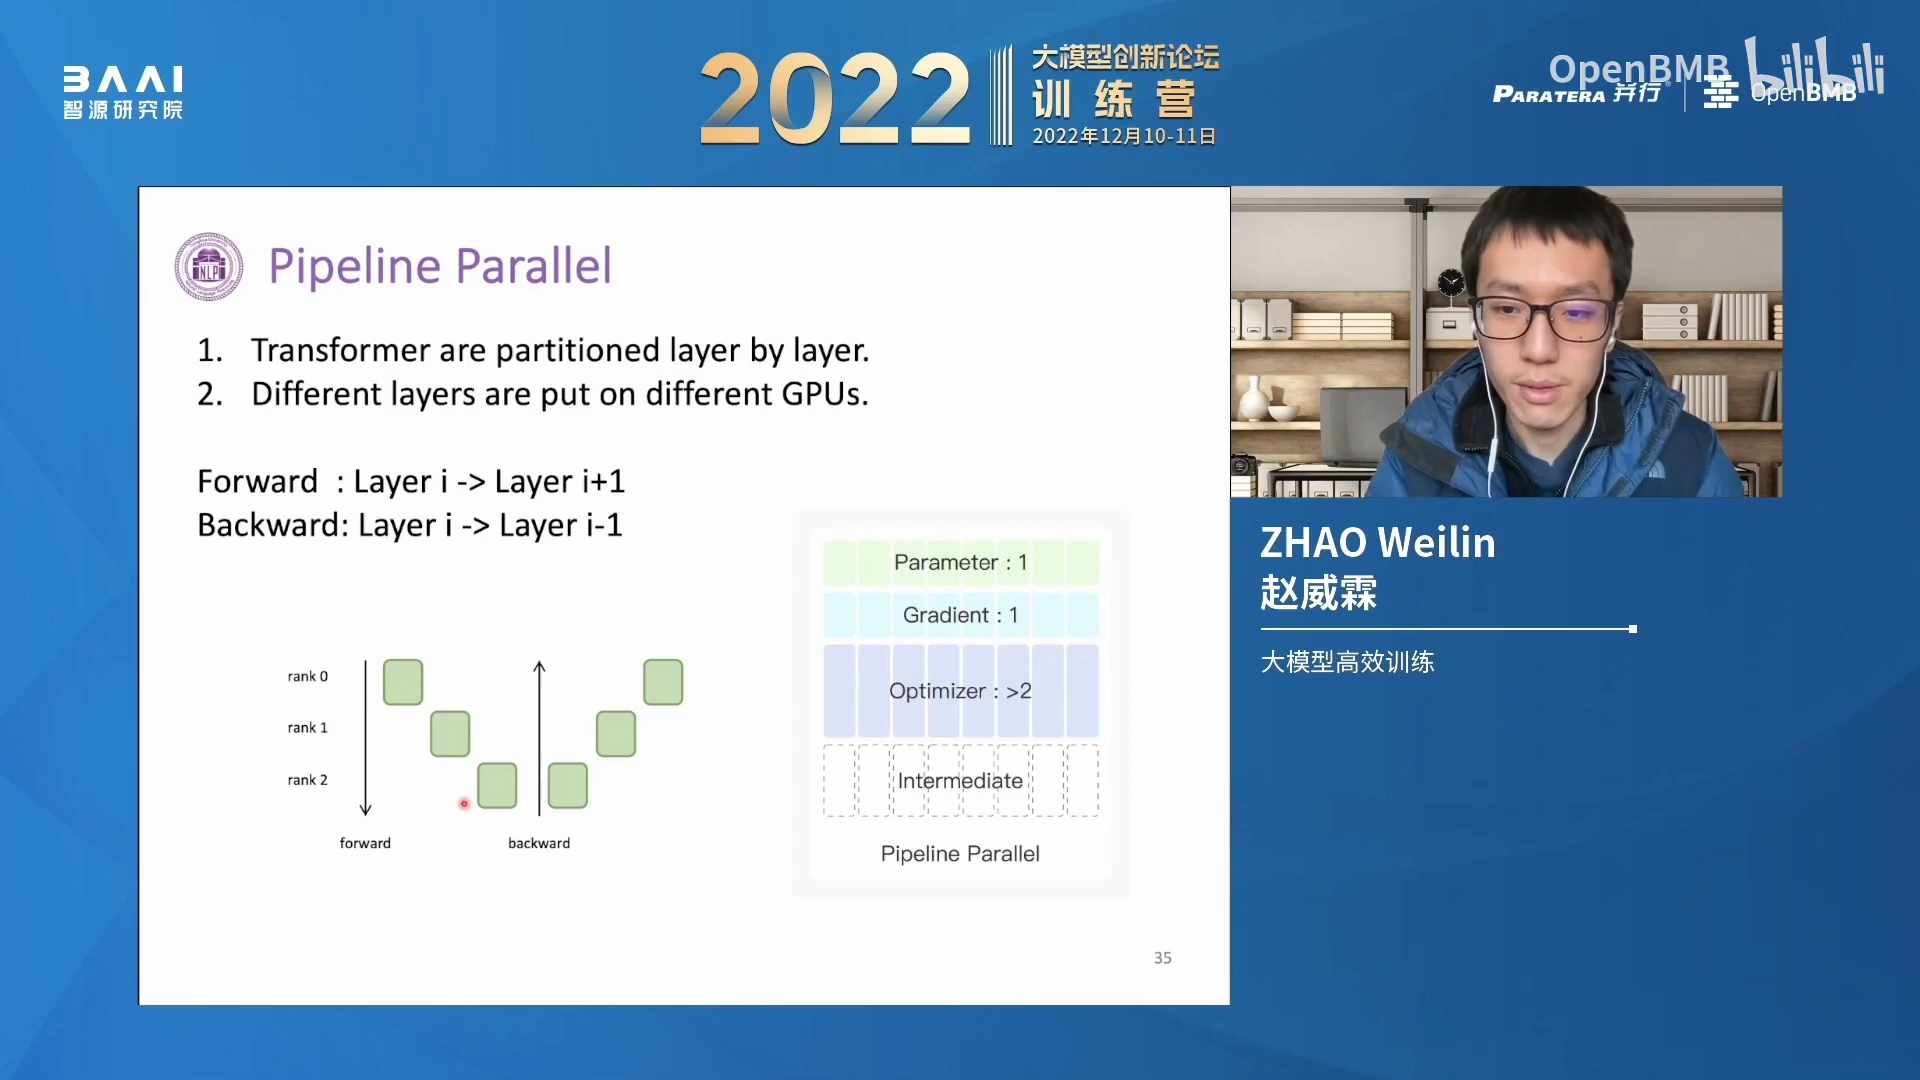 BAAI
智源研究院
2022
大模型创新论坛
训练营
2022年12月10-11日
OpenBMB
bilibili
PARATERA 并行
OpenBMB
NLP
Pipeline Parallel
1. Transformer are partitioned layer by layer.
2. Different layers are put on different GPUs.
Forward : Layer i -> Layer i+1
Backward: Layer i -> Layer i-1
rank 0
rank 1
rank 2
forward
backward
Parameter : 1
Gradient : 1
Optimizer : >2
Intermediate
Pipeline Parallel
35
ZHAO Weilin
赵威霖
大模型高效训练